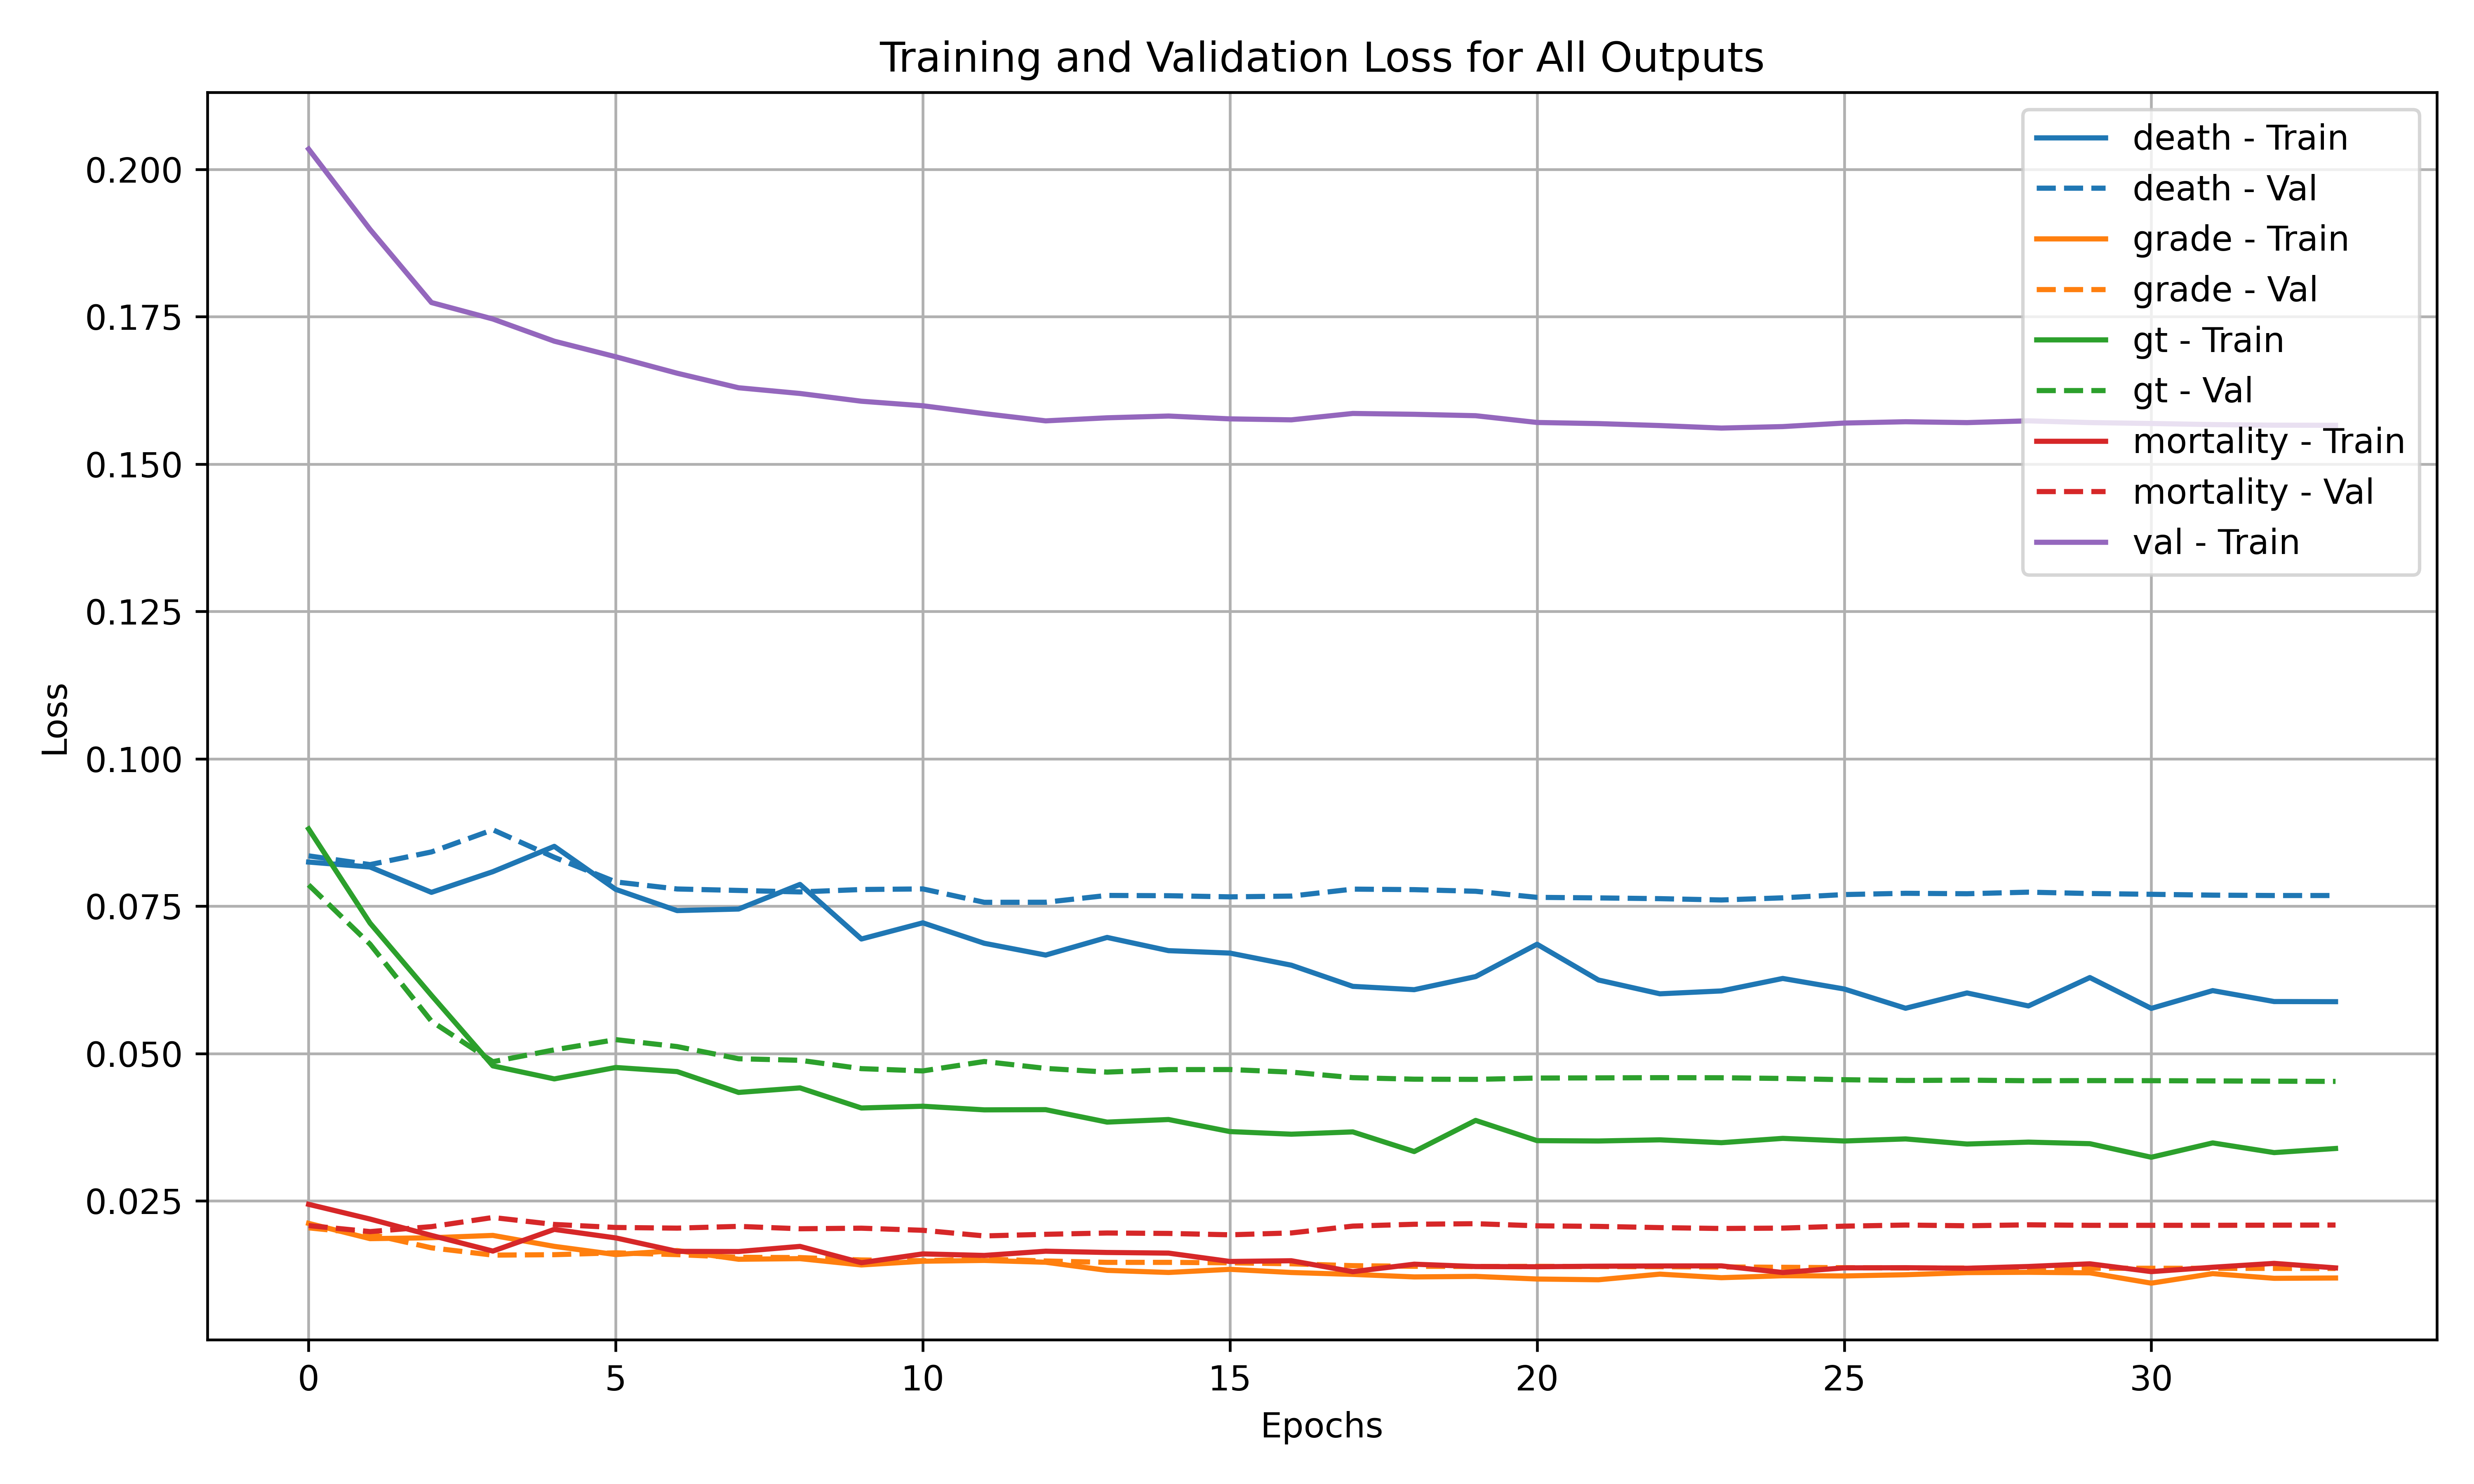 Training and Validation Loss for All Outputs
death - Train
death - Val
grade - Train
grade - Val
gt - Train
gt - Val
mortality - Train
mortality - Val
val - Train
Loss
0.200
0.175
0.150
0.125
0.100
0.075
0.050
0.025
0 5 10 15 20 25 30
Epochs